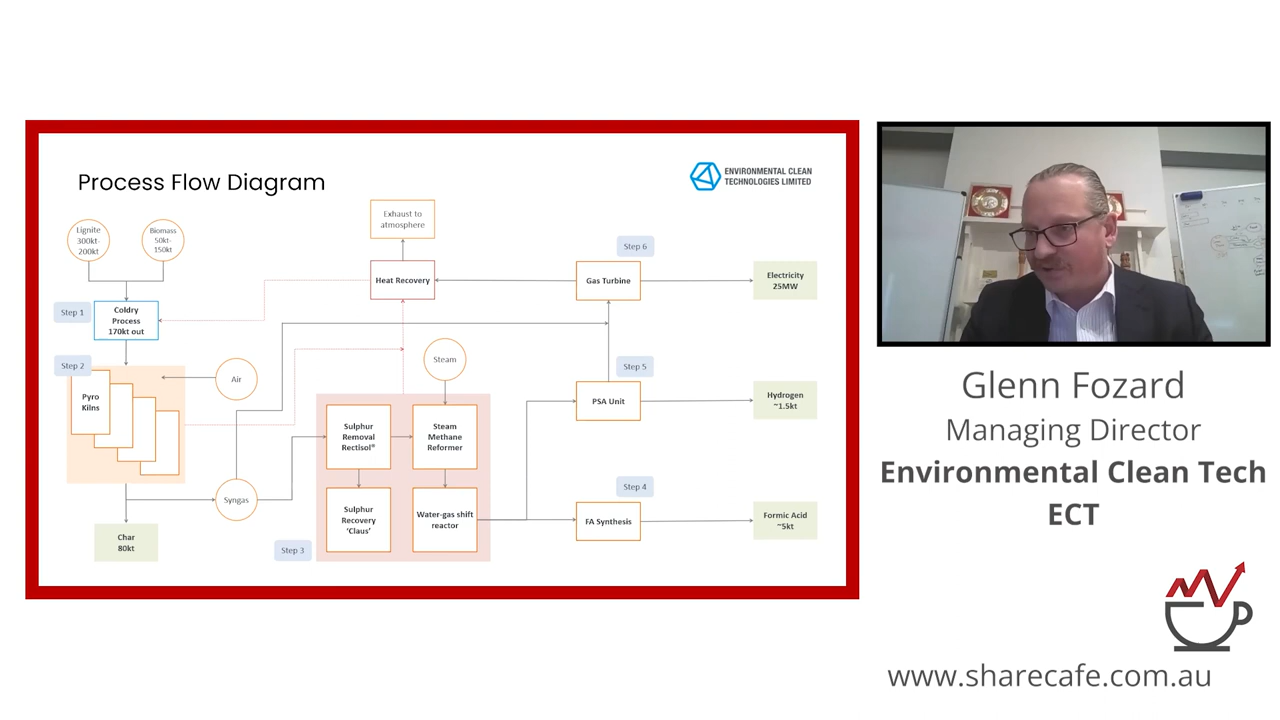 Process Flow Diagram
ENVIRONMENTAL CLEAN
TECHNOLOGIES LIMITED
Lignite
300kt-
200kt
Biomass
50kt-
150kt
Exhaust to
atmosphere
Step 6
Heat Recovery
Gas Turbine
Electricity
25MW
Step 1
Coldry
Process
170kt out
Step 2
Pyro
Kilns
Air
Steam
Step 5
PSA Unit
Hydrogen
~1.5kt
Sulphur
Removal
Rectisol®
Steam
Methane
Reformer
Syngas
Sulphur
Recovery
'Claus'
Water-gas shift
reactor
Step 4
FA Synthesis
Formic Acid
~5kt
Char
80kt
Step 3
Glenn Fozard
Managing Director
Environmental Clean Tech
ECT
www.sharecafe.com.au